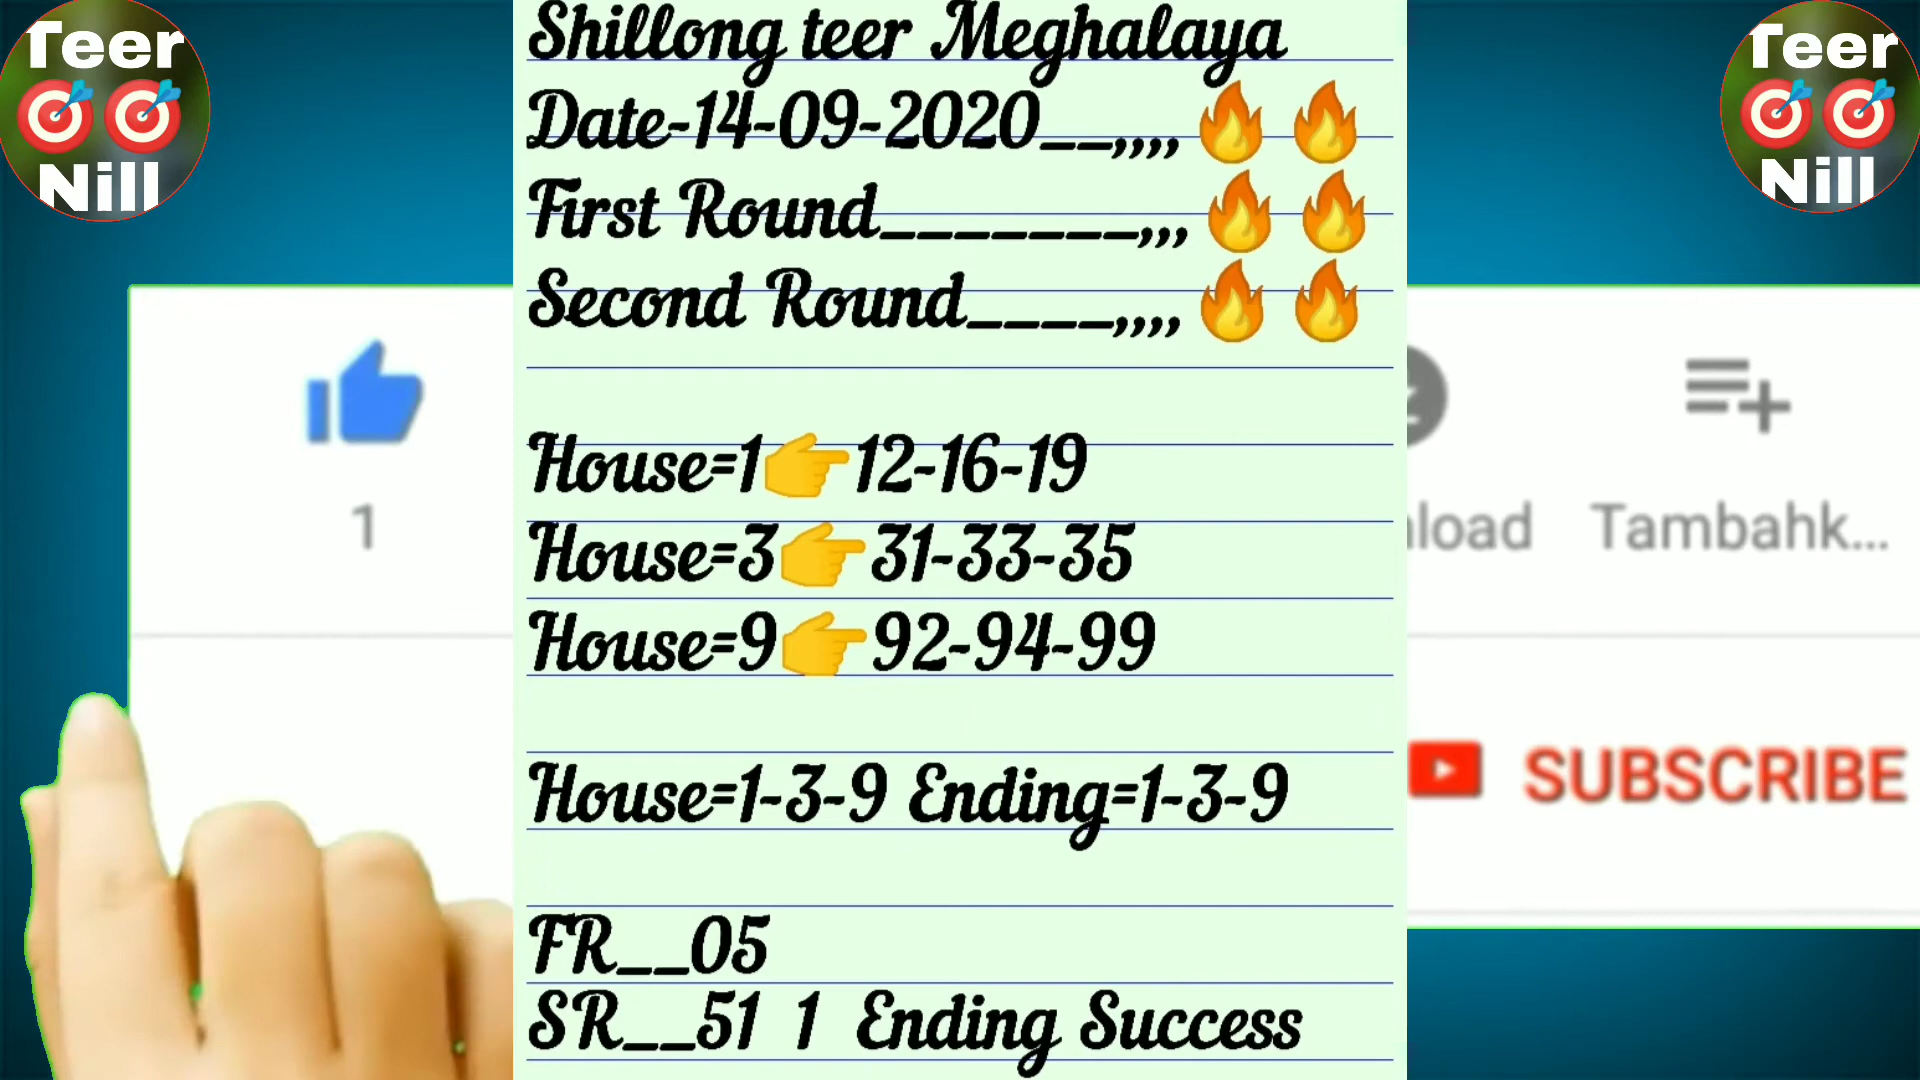 Teer
Nill
Shillong teer Meghalaya
Date-14-09-2020__,,,,🔥🔥
First Round_______,,,🔥🔥
Second Round____,,,,🔥🔥
House=1👉12-16-19
House=3👉31-33-35
House=9👉92-94-99
House=1-3-9 Ending=1-3-9
FR__05
SR__51 1 Ending Success
Teer
Nill
1
Tambahk...
SUBSCRIBE